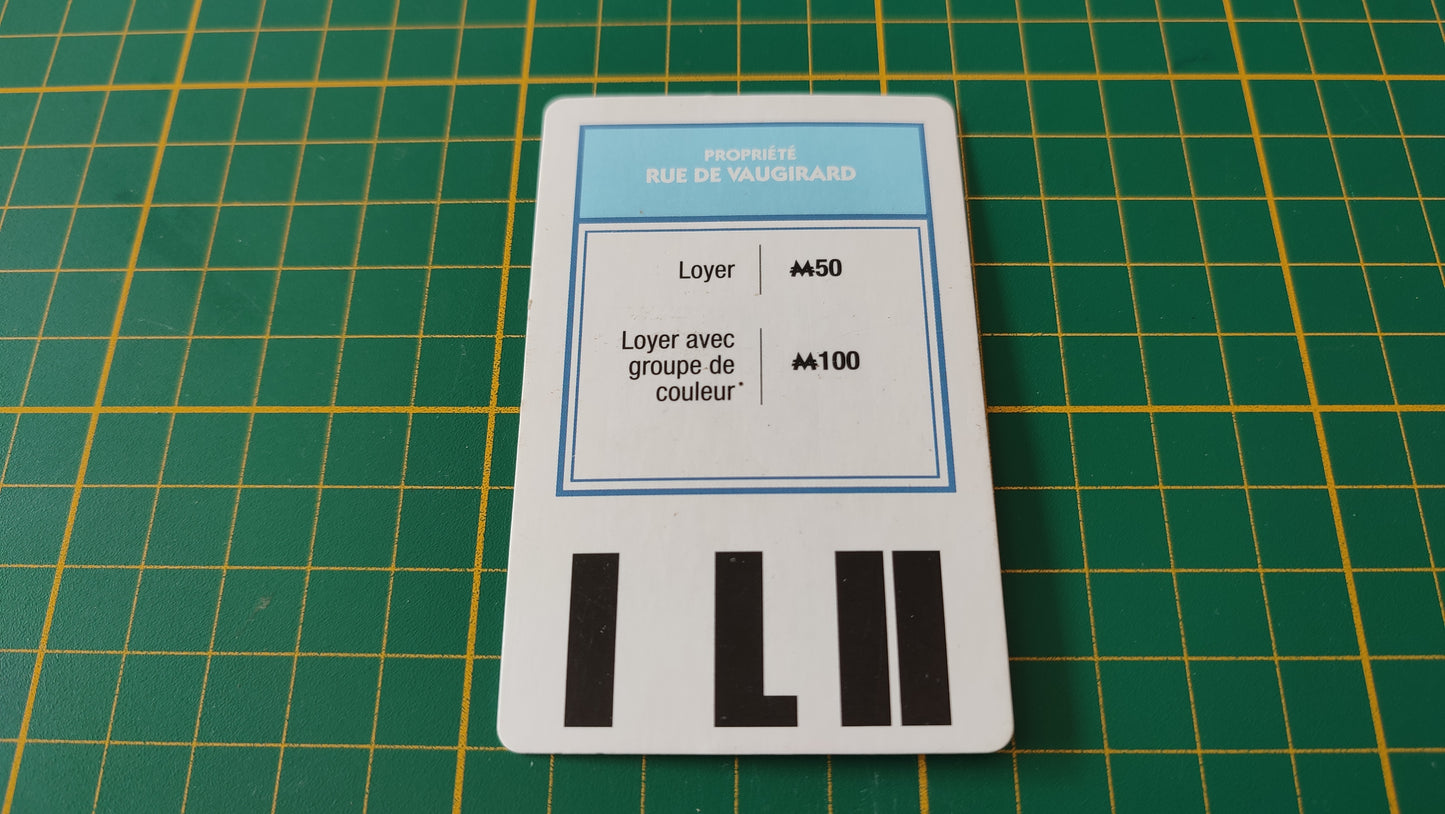 PROPRIÉTÉ
RUE DE VAUGIRARD
Loyer ₩50
Loyer avec
groupe de
couleur* ₩100